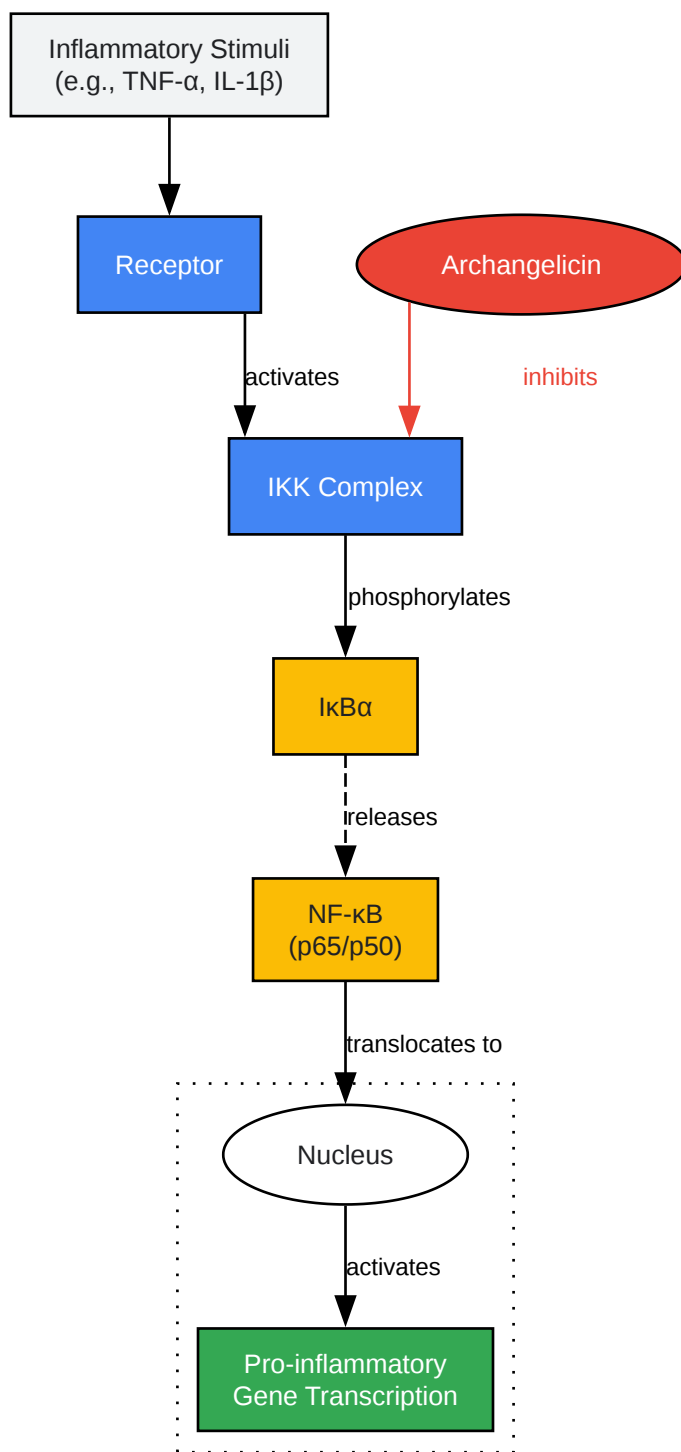 Inflammatory Stimuli
(e.g., TNF-α, IL-1β)
Receptor
Archangelicin
activates
inhibits
IKK Complex
phosphorylates
IκBα
releases
NF-κB
(p65/p50)
translocates to
Nucleus
activates
Pro-inflammatory
Gene Transcription